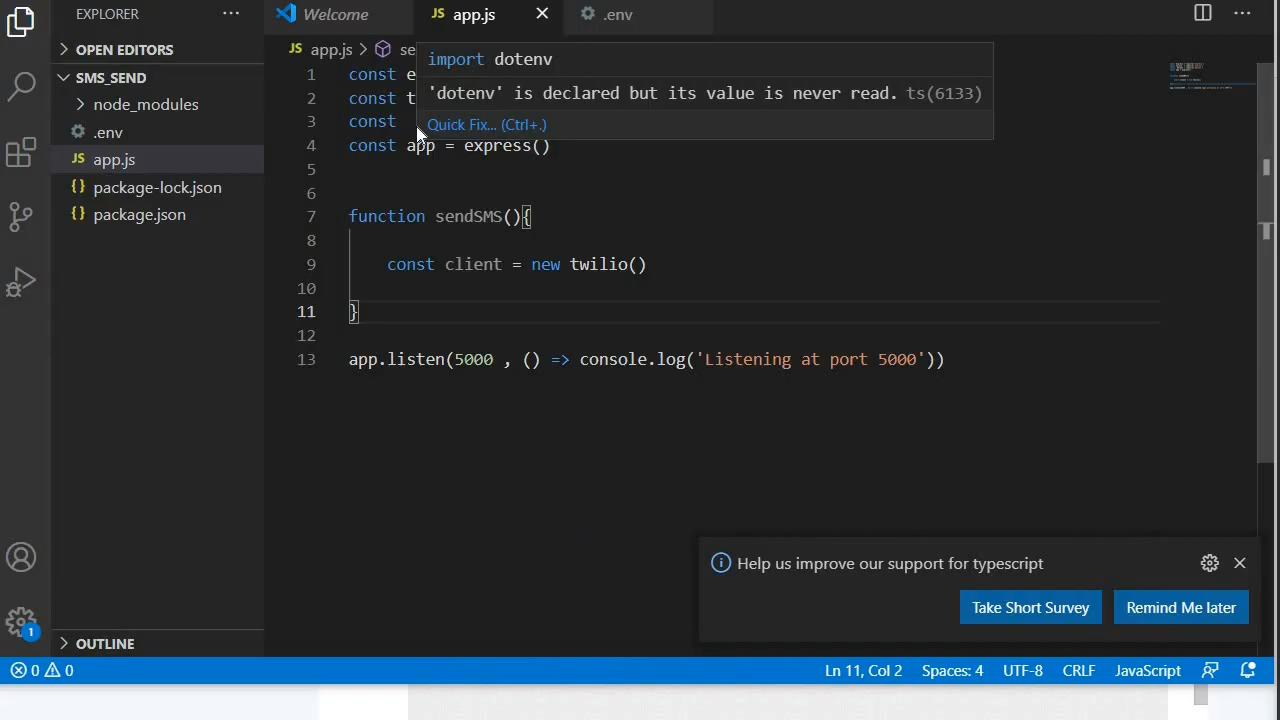 EXPLORER
Welcome
app.js
.env
OPEN EDITORS
SMS_SEND
node_modules
.env
app.js
package-lock.json
package.json
OUTLINE
app.js > se
import dotenv
'dotenv' is declared but its value is never read. ts(6133)
Quick Fix... (Ctrl+.)
1 const e
2 const t
3 const
4 const app = express()
5
6
7 function sendSMS(){
8
9 const client = new twilio()
10
11 }
12
13 app.listen(5000 , () => console.log('Listening at port 5000'))
Help us improve our support for typescript
Take Short Survey
Remind Me later
1
0 0
Ln 11, Col 2
Spaces: 4
UTF-8
CRLF
JavaScript